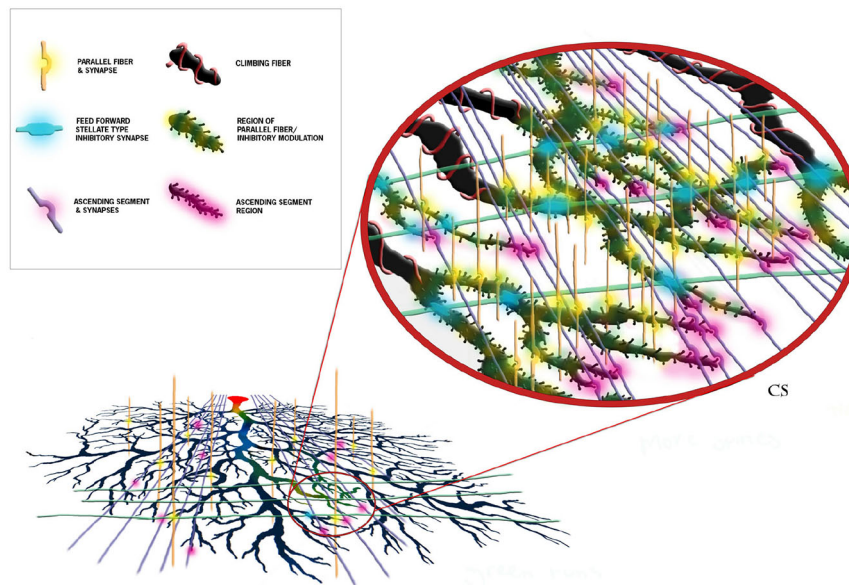 PARALLEL FIBER
& SYNAPSE
CLIMBING FIBER
FEED FORWARD
STELLATE TYPE
INHIBITORY SYNAPSE
REGION OF
PARALLEL FIBER/
INHIBITORY MODULATION
ASCENDING SEGMENT
& SYNAPSES
ASCENDING SEGMENT
REGION
CS